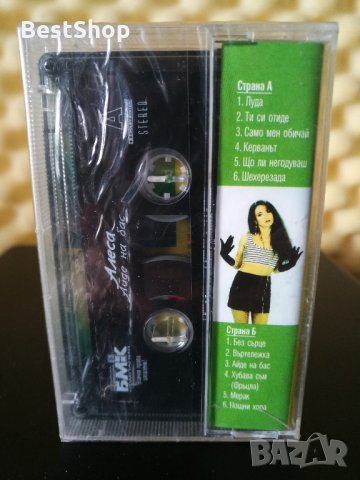 BestShop
A
STEREO
Алеса
Айде на бас
БМК
Страна А
1. Луда
2. Ти си отиде
3. Само мен обичай
4. Керванът
5. Що ли негодуваш
6. Шехерезада
Страна Б
1. Без сърце
2. Въртележка
3. Айде на бас
4. Хубава съм
(Фръцла)
5. Мерак
6. Нощни хора
BAZAR